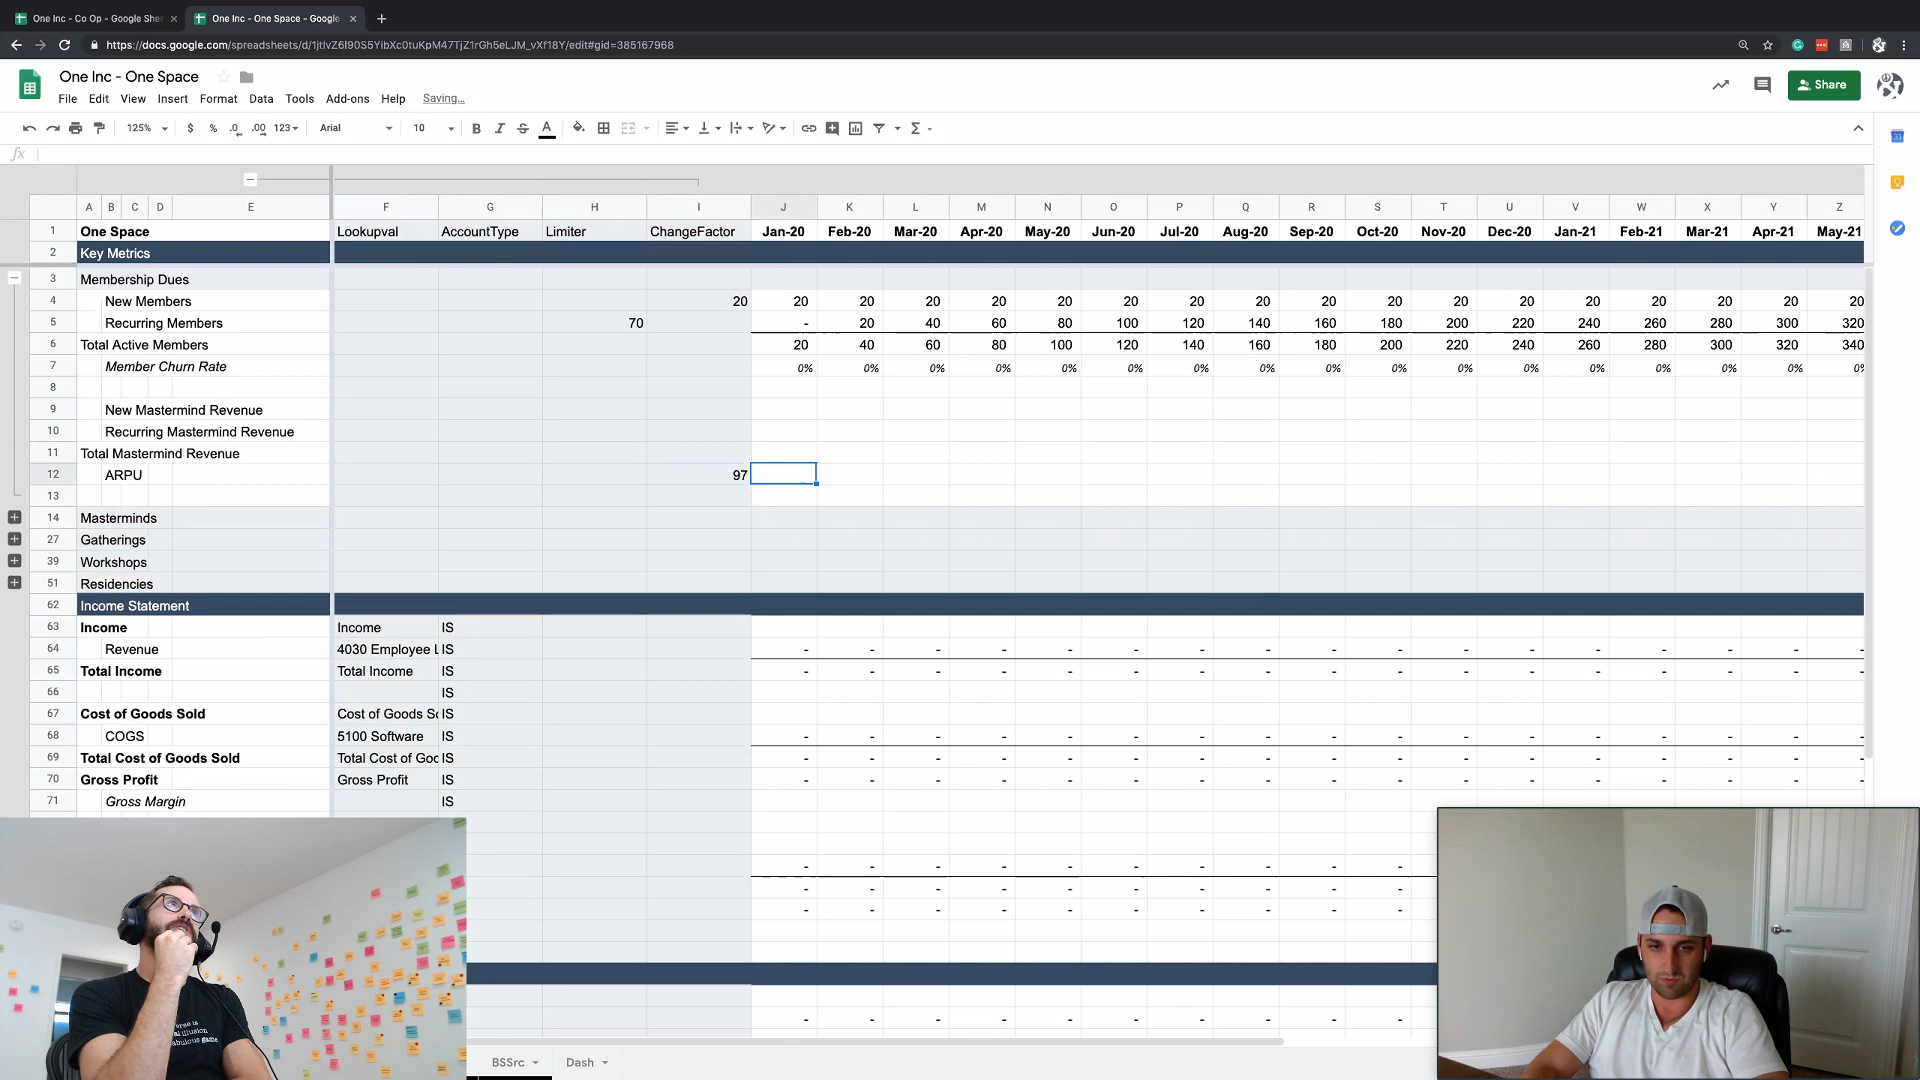 One Inc - Co Op - Google Shee
One Inc - One Space - Google
https://docs.google.com/spreadsheets/d/1jtIvZ6I90S5YibXc0tuKpM47TjZ1rGh5eLJM_vXf18Y/edit#gid=385167968
One Inc - One Space
File Edit View Insert Format Data Tools Add-ons Help Saving...
Share
125% $ % .0 .00 123 Arial 10 B I S A
fx
A B C D E F G H I J K L M N O P Q R S T U V W X Y Z
1 One Space Lookupval AccountType Limiter ChangeFactor Jan-20 Feb-20 Mar-20 Apr-20 May-20 Jun-20 Jul-20 Aug-20 Sep-20 Oct-20 Nov-20 Dec-20 Jan-21 Feb-21 Mar-21 Apr-21 May-21
2 Key Metrics
3 Membership Dues
4 New Members 20 20 20 20 20 20 20 20 20 20 20 20 20 20 20 20 20 20
5 Recurring Members 70 - 20 40 60 80 100 120 140 160 180 200 220 240 260 280 300 320
6 Total Active Members 20 40 60 80 100 120 140 160 180 200 220 240 260 280 300 320 340
7 Member Churn Rate 0% 0% 0% 0% 0% 0% 0% 0% 0% 0% 0% 0% 0% 0% 0% 0% 0%
8
9 New Mastermind Revenue
10 Recurring Mastermind Revenue
11 Total Mastermind Revenue
12 ARPU 97
13
14 Masterminds
27 Gatherings
39 Workshops
51 Residencies
62 Income Statement
63 Income Income IS
64 Revenue 4030 Employee L IS - - - - - - - - - - - - - - - - -
65 Total Income Total Income IS - - - - - - - - - - - - - - - - -
66 IS
67 Cost of Goods Sold Cost of Goods So IS
68 COGS 5100 Software IS - - - - - - - - - - - - - - - - -
69 Total Cost of Goods Sold Total Cost of Goo IS - - - - - - - - - - - - - - - - -
70 Gross Profit Gross Profit IS - - - - - - - - - - - - - - - - -
71 Gross Margin IS
- - - - - - - - - -
- - - - - - - - - -
- - - - - - - - - -
- - - - - - - - - -
BSSrc Dash